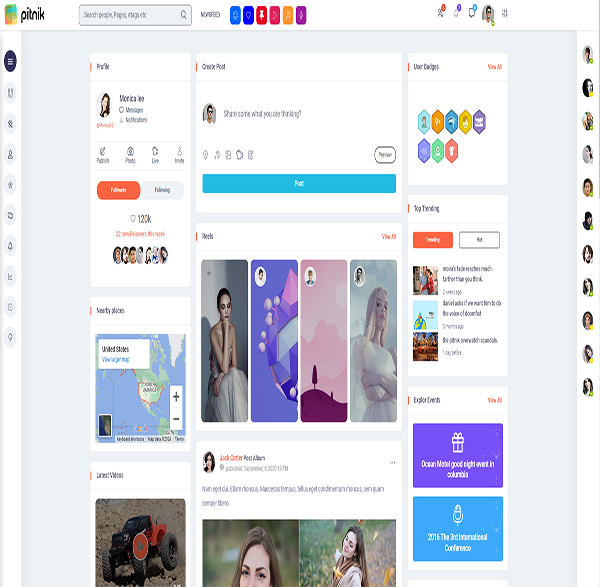 pitnik
Search people, Pages, #tags etc
NEWSFEED
Profile
Monica lee
Messages
Notifications
Publish
Photo
Live
Invite
Followers
Following
120k
22 new Followers this week
Nearby places
United States
View larger map
NORTH
AMERICA
Keyboard shortcuts
Map data ©2023
Terms
Latest Videos
Create Post
Share some what you are thinking?
Preview
Post
Reels
View All
Jack Carter Post Album
published: September,15 2020 19 PM
Nam eget dui. Etiam rhoncus. Maecenas tempus, tellus eget condimentum rhoncus, sem quam
semper libero.
User Badges
View All
Top Trending
Trending
Hot
moira's fade reaches much
farther than you think.
2 weeks ago
daniel asks if we want him to do
the voice of doomfist
3 months ago
the pitnik overwatch scandals.
1 day before
Explor Events
View All
Ocean Motel good night event in
columbia
2016 The 3rd International
Conference